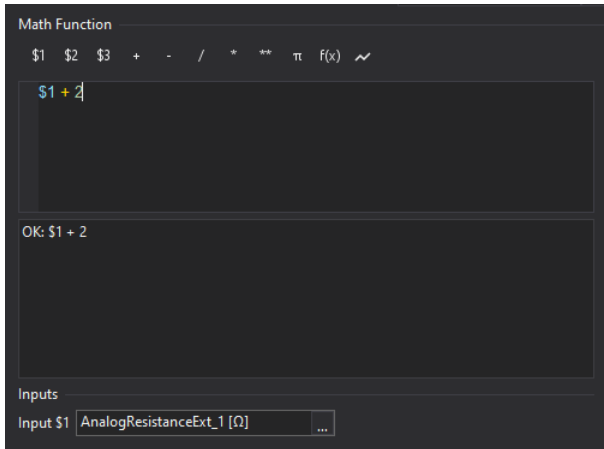 Math Function
$1 $2 $3 + - / * ** π f(x)
$1 + 2
OK: $1 + 2
Inputs
Input $1 AnalogResistanceExt_1 [Ω] ...